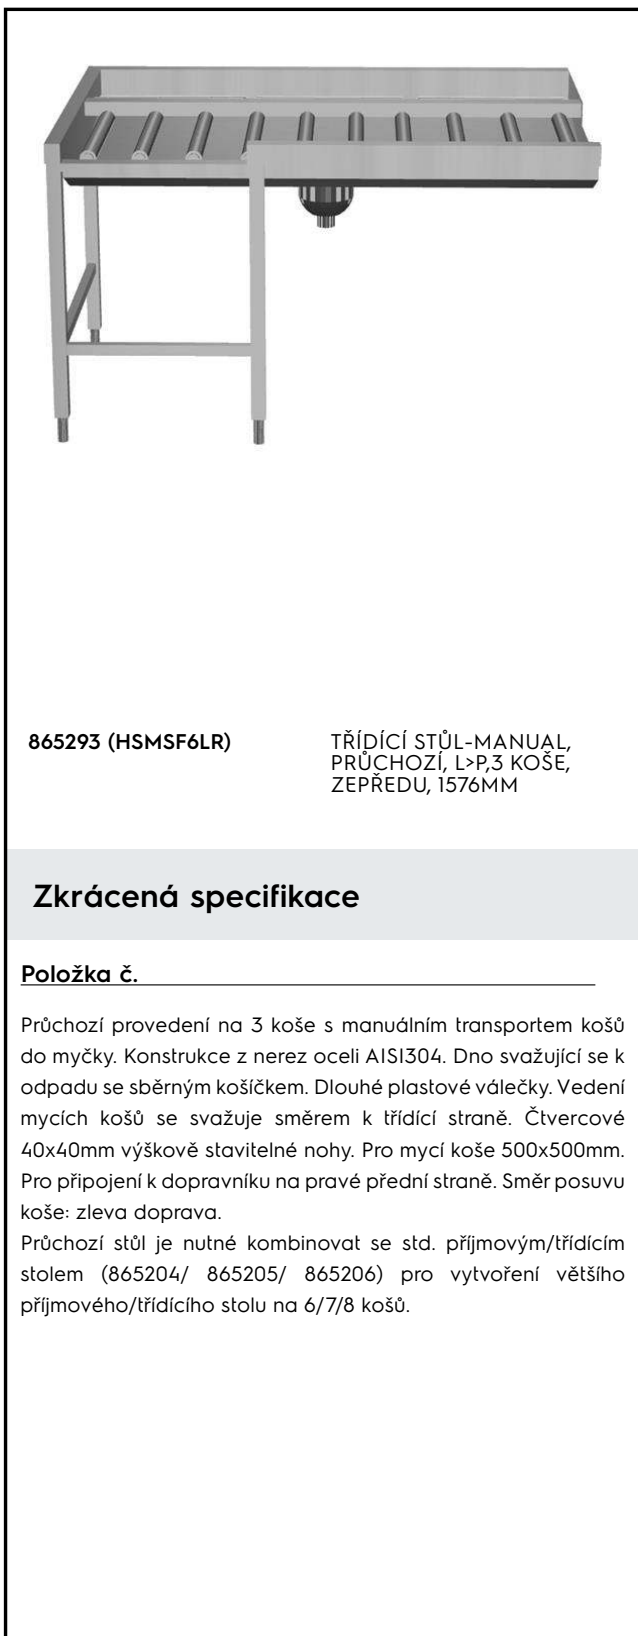 865293 (HSMSF6LR)
TŘÍDÍCÍ STŮL-MANUAL,
PRŮCHOZÍ, L>P,3 KOŠE,
ZEPŘEDU, 1576MM
Zkrácená specifikace
Položka č.
Průchozí provedení na 3 koše s manuálním transportem košů
do myčky. Konstrukce z nerez oceli AISI304. Dno svažující se k
odpadu se sběrným košíčkem. Dlouhé plastové válečky. Vedení
mycích košů se svažuje směrem k třídící straně. Čtvercové
40x40mm výškově stavitelné nohy. Pro mycí koše 500x500mm.
Pro připojení k dopravníku na pravé přední straně. Směr posuvu
koše: zleva doprava.
Průchozí stůl je nutné kombinovat se std. příjmovým/třídícím
stolem (865204/ 865205/ 865206) pro vytvoření většího
příjmového/třídícího stolu na 6/7/8 košů.